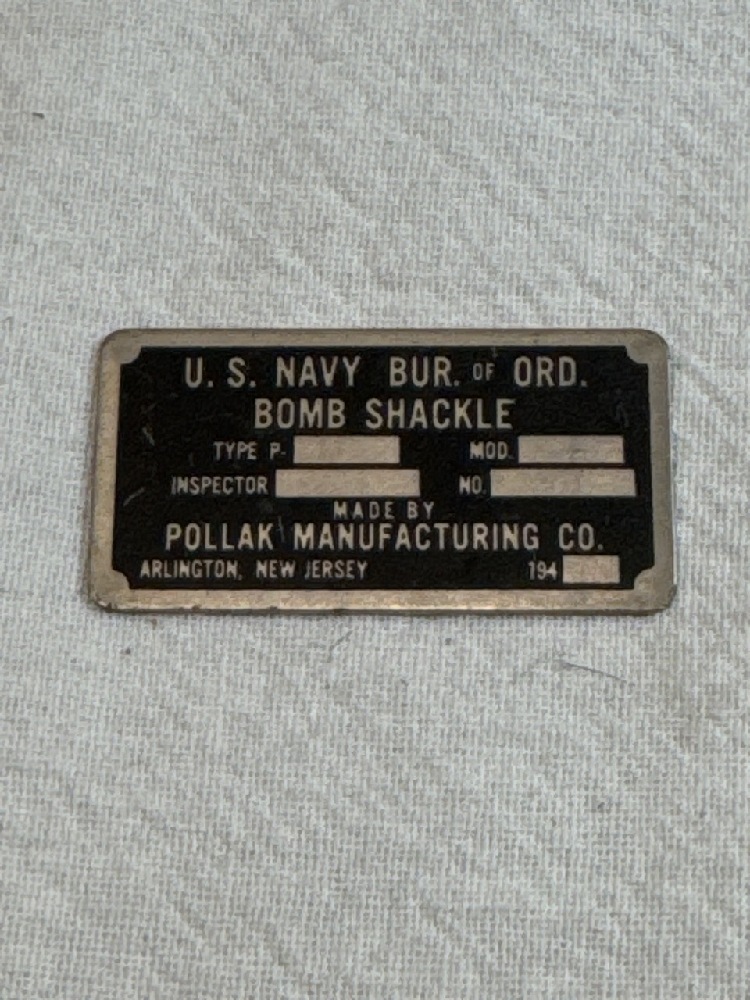 U. S. NAVY BUR. OF ORD.
BOMB SHACKLE
TYPE P- MOD.
INSPECTOR NO.
MADE BY
POLLAK MANUFACTURING CO.
ARLINGTON, NEW JERSEY 194